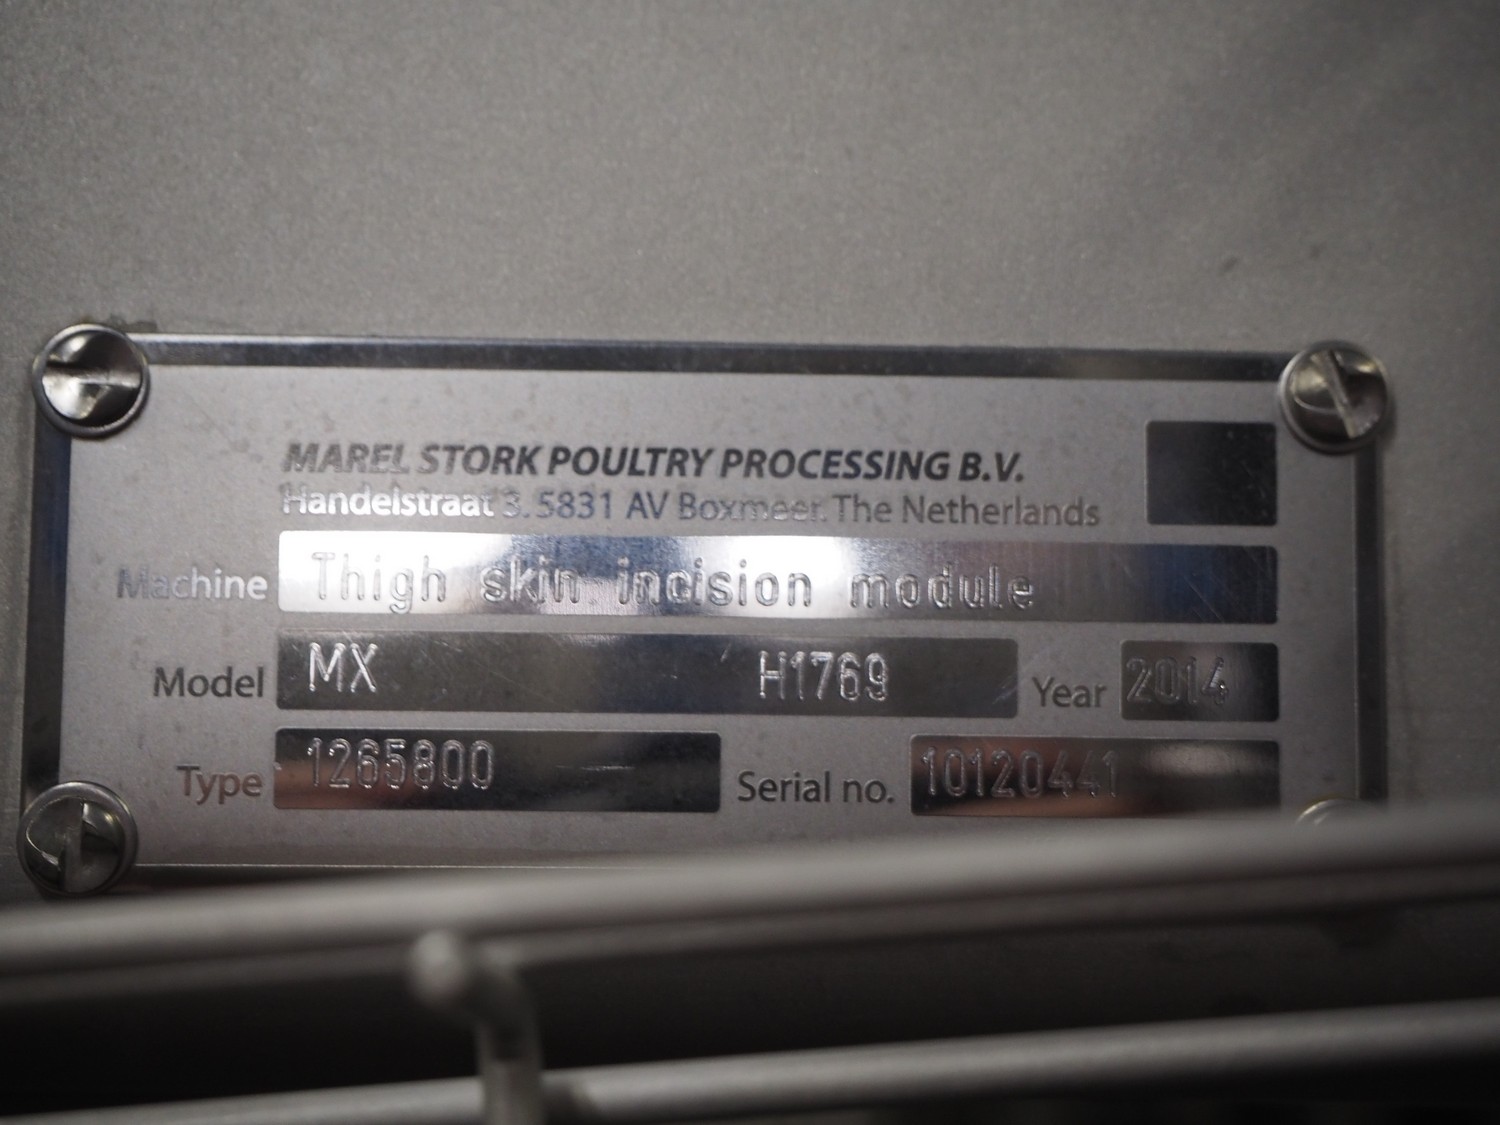 MAREL STORK POULTRY PROCESSING B.V.
Handelstraat 3. 5831 AV Boxmeer. The Netherlands
Machine Thigh skin incision module
Model MX H1769 Year 2014
Type 1265800 Serial no. 10120441